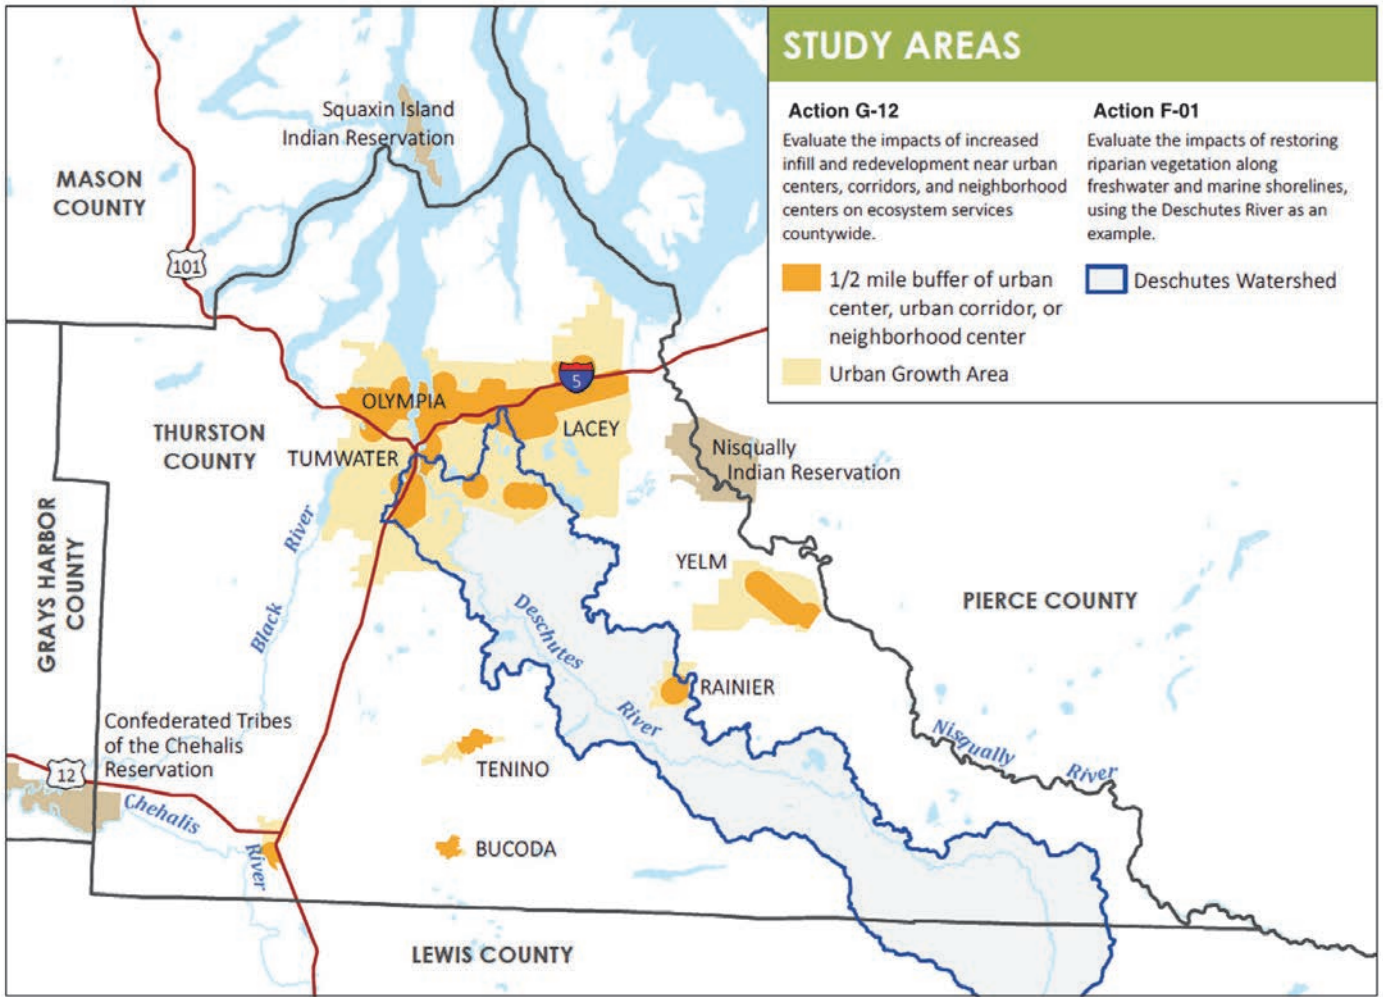 STUDY AREAS
Action G-12
Evaluate the impacts of increased
infill and redevelopment near urban
centers, corridors, and neighborhood
centers on ecosystem services
countywide.
1/2 mile buffer of urban
center, urban corridor, or
neighborhood center
Urban Growth Area
Action F-01
Evaluate the impacts of restoring
riparian vegetation along
freshwater and marine shorelines,
using the Deschutes River as an
example.
Deschutes Watershed
Squaxin Island
Indian Reservation
MASON
COUNTY
101
5
OLYMPIA
LACEY
THURSTON
COUNTY
TUMWATER
Nisqually
Indian Reservation
GRAYS HARBOR
COUNTY
Black River
YELM
PIERCE COUNTY
Deschutes
River
RAINIER
Confederated Tribes
of the Chehalis
Reservation
12
Chehalis
River
TENINO
Nisqually
River
BUCODA
LEWIS COUNTY